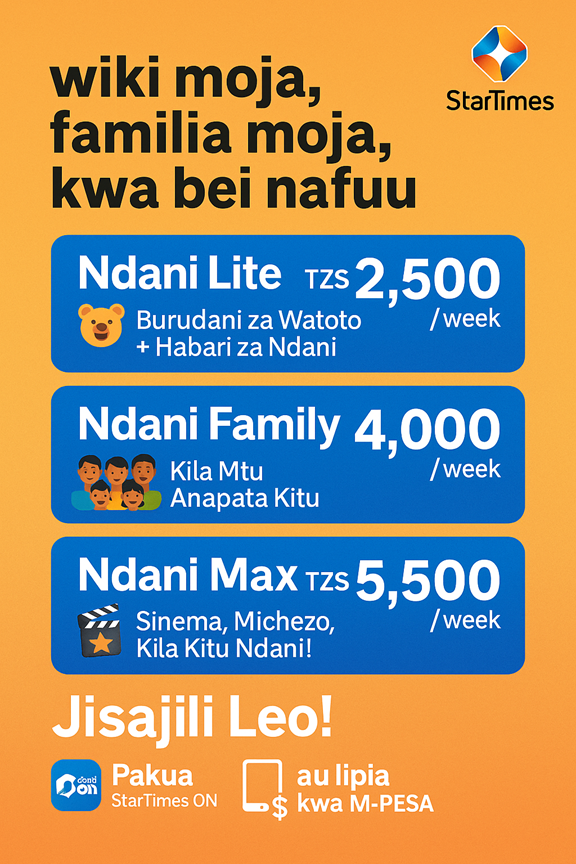 wiki moja,
familia moja,
kwa bei nafuu
StarTimes
Ndani Lite TZS 2,500
/week
Burudani za Watoto
+ Habari za Ndani
Ndani Family 4,000
/week
Kila Mtu
Anapata Kitu
Ndani Max TZS 5,500
/week
Sinema, Michezo,
Kila Kitu Ndani!
Jisajili Leo!
on
Pakua
StarTimes ON
$
au lipia
kwa M-PESA